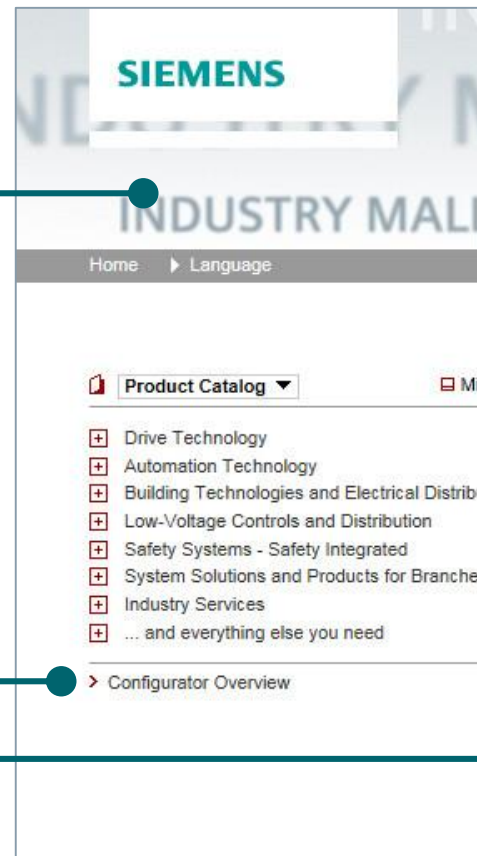 SIEMENS
INDUSTRY MALL
Home Language
Product Catalog
Drive Technology
Automation Technology
Building Technologies and Electrical
Low-Voltage Controls and Distribution
Safety Systems - Safety Integrated
System Solutions and Products for
Industry Services
... and everything else you need
Configurator Overview